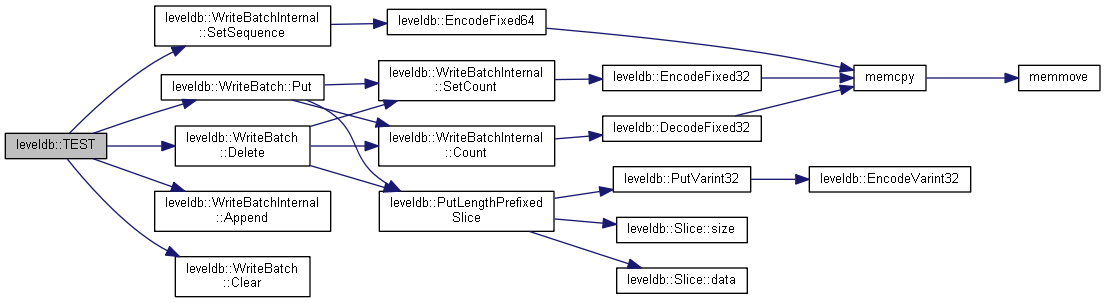 leveldb::TEST
leveldb::WriteBatchInternal
::SetSequence
leveldb::EncodeFixed64
leveldb::WriteBatch::Put
leveldb::WriteBatchInternal
::SetCount
leveldb::EncodeFixed32
memcpy
memmove
leveldb::WriteBatch
::Delete
leveldb::WriteBatchInternal
::Count
leveldb::DecodeFixed32
leveldb::WriteBatchInternal
::Append
leveldb::PutLengthPrefixed
Slice
leveldb::PutVarint32
leveldb::EncodeVarint32
leveldb::Slice::size
leveldb::WriteBatch
::Clear
leveldb::Slice::data